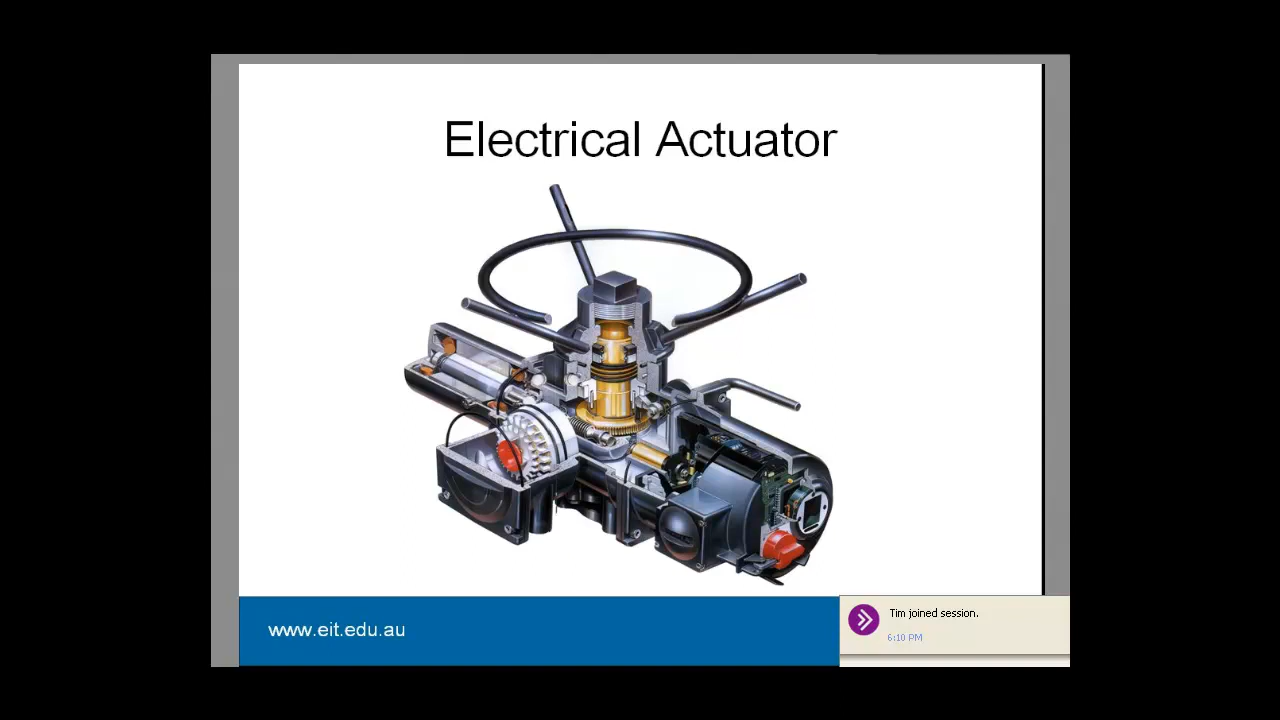 Electrical Actuator
www.eit.edu.au
Tim joined session.
6:10 PM